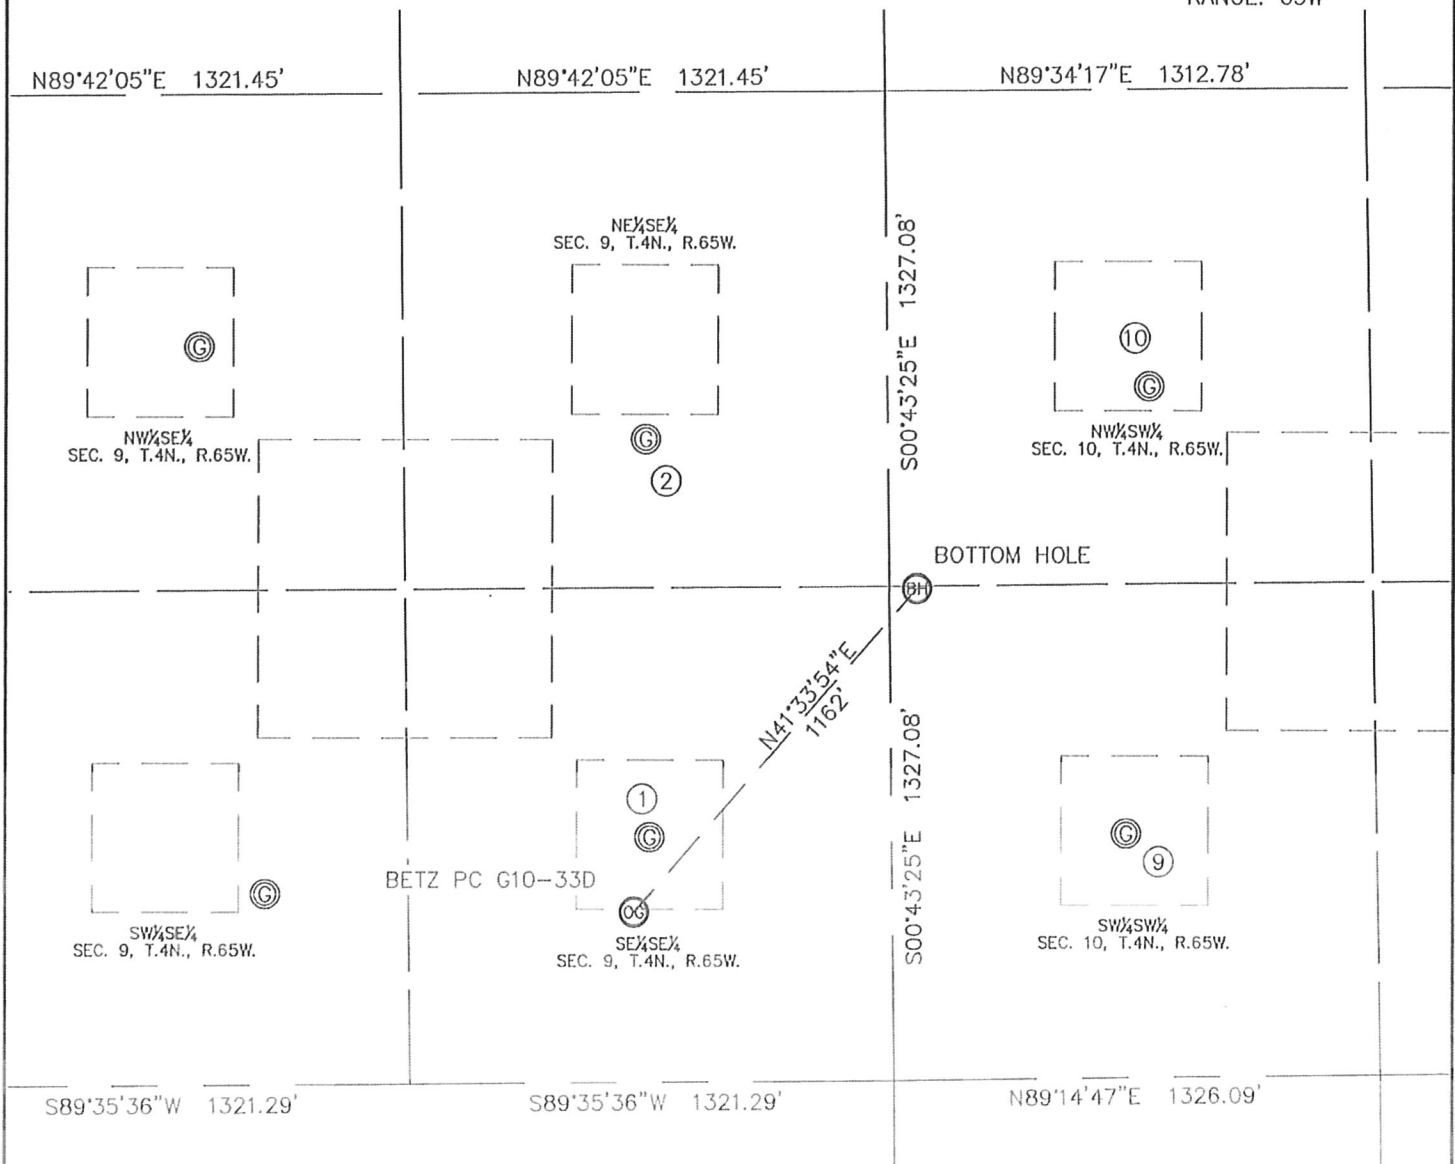 N89°42'05"E 1321.45'
N89°42'05"E 1321.45'
N89°34'17"E 1312.78'
NE¼SE¼
SEC. 9, T.4N., R.65W.
S00°43'25"E 1327.08'
G
10
G
NW¼SE¼
SEC. 9, T.4N., R.65W.
G
2
NW¼SW¼
SEC. 10, T.4N., R.65W.
BOTTOM HOLE
BH
N41°33'54"E
1162'
S00°43'25"E 1327.08'
1
G
G
9
BETZ PC G10-33D
G
OG
SW¼SE¼
SEC. 9, T.4N., R.65W.
SE¼SE¼
SEC. 9, T.4N., R.65W.
SW¼SW¼
SEC. 10, T.4N., R.65W.
S89°35'36"W 1321.29'
S89°35'36"W 1321.29'
N89°14'47"E 1326.09'